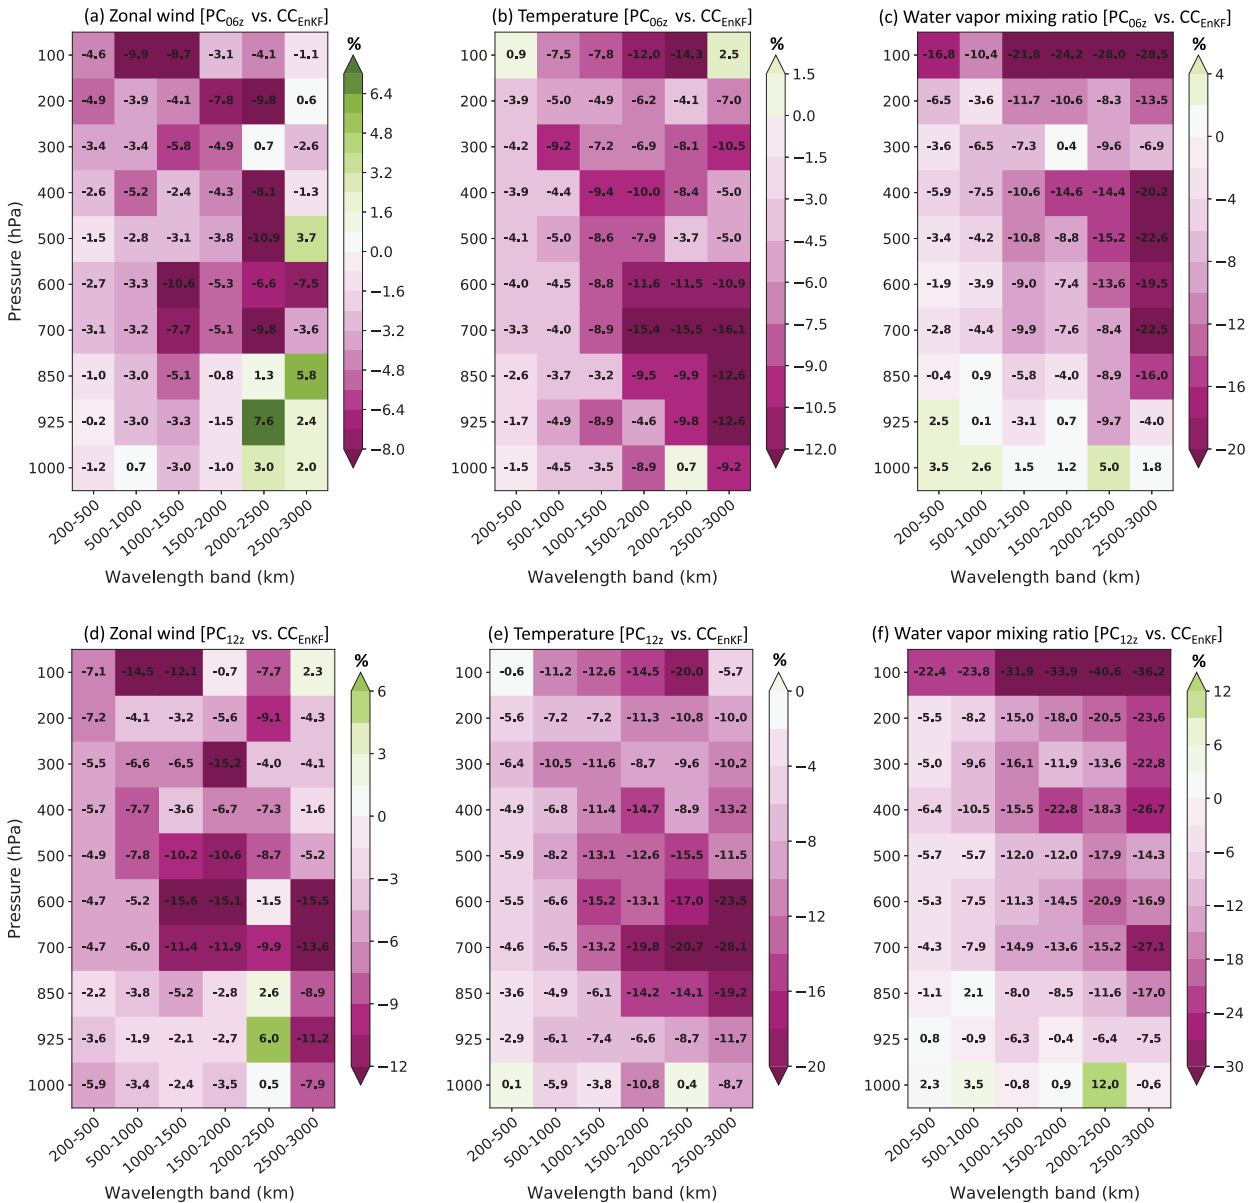 (a) Zonal wind [PC06z vs. CCEnKF]
100 -4.6 -9.9 -8.7 -3.1 -4.1 -1.1
200 -4.9 -3.9 -4.1 -7.8 -9.8 0.6
300 -3.4 -3.4 -5.8 -4.9 0.7 -2.6
400 -2.6 -5.2 -2.4 -4.3 -8.1 -1.3
500 -1.5 -2.8 -3.1 -3.8 -10.9 3.7
600 -2.7 -3.3 -10.6 -5.3 -6.6 -7.5
700 -3.1 -3.2 -7.7 -5.1 -9.8 -3.6
850 -1.0 -3.0 -5.1 -0.8 1.3 5.8
925 -0.2 -3.0 -3.3 -1.5 7.6 2.4
1000 -1.2 0.7 -3.0 -1.0 3.0 2.0
200-500 500-1000 1000-1500 1500-2000 2000-2500 2500-3000
Wavelength band (km)
Pressure (hPa)
%
6.4
4.8
3.2
1.6
0.0
−1.6
−3.2
−4.8
−6.4
−8.0
(b) Temperature [PC06z vs. CCEnKF]
100 0.9 -7.5 -7.8 -12.0 -14.3 2.5
200 -3.9 -5.0 -4.9 -6.2 -4.1 -7.0
300 -4.2 -9.2 -7.2 -6.9 -8.1 -10.5
400 -3.9 -4.4 -9.4 -10.0 -8.4 -5.0
500 -4.1 -5.0 -8.6 -7.9 -3.7 -5.0
600 -4.0 -4.5 -8.8 -11.6 -11.5 -10.9
700 -3.3 -4.0 -8.9 -15.4 -15.5 -16.1
850 -2.6 -3.7 -3.2 -9.5 -9.9 -12.6
925 -1.7 -4.9 -8.9 -4.6 -9.8 -12.6
1000 -1.5 -4.5 -3.5 -8.9 0.7 -9.2
200-500 500-1000 1000-1500 1500-2000 2000-2500 2500-3000
Wavelength band (km)
%
1.5
0.0
−1.5
−3.0
−4.5
−6.0
−7.5
−9.0
−10.5
−12.0
(c) Water vapor mixing ratio [PC06z vs. CCEnKF]
100 -16.8 -10.4 -21.8 -24.2 -28.0 -28.5
200 -6.5 -3.6 -11.7 -10.6 -8.3 -13.5
300 -3.6 -6.5 -7.3 0.4 -9.6 -6.9
400 -5.9 -7.5 -10.6 -14.6 -14.4 -20.2
500 -3.4 -4.2 -10.8 -8.8 -15.2 -22.6
600 -1.9 -3.9 -9.0 -7.4 -13.6 -19.5
700 -2.8 -4.4 -9.9 -7.6 -8.4 -22.5
850 -0.4 0.9 -5.8 -4.0 -8.9 -16.0
925 2.5 0.1 -3.1 0.7 -9.7 -4.0
1000 3.5 2.6 1.5 1.2 5.0 1.8
200-500 500-1000 1000-1500 1500-2000 2000-2500 2500-3000
Wavelength band (km)
%
4
0
−4
−8
−12
−16
−20
(d) Zonal wind [PC12z vs. CCEnKF]
100 -7.1 -14.5 -12.1 -0.7 -7.7 2.3
200 -7.2 -4.1 -3.2 -5.6 -9.1 -4.3
300 -5.5 -6.6 -6.5 -15.2 -4.0 -4.1
400 -5.7 -7.7 -3.6 -6.7 -7.3 -1.6
500 -4.9 -7.8 -10.2 -10.6 -8.7 -5.2
600 -4.7 -5.2 -15.6 -15.1 -1.5 -15.5
700 -4.7 -6.0 -11.4 -11.9 -9.9 -13.6
850 -2.2 -3.8 -5.2 -2.8 2.6 -8.9
925 -3.6 -1.9 -2.1 -2.7 6.0 -11.2
1000 -5.9 -3.4 -2.4 -3.5 0.5 -7.9
200-500 500-1000 1000-1500 1500-2000 2000-2500 2500-3000
Wavelength band (km)
Pressure (hPa)
%
6
3
0
−3
−6
−9
−12
(e) Temperature [PC12z vs. CCEnKF]
100 -0.6 -11.2 -12.6 -14.5 -20.0 -5.7
200 -5.6 -7.2 -7.2 -11.3 -10.8 -10.0
300 -6.4 -10.5 -11.6 -8.7 -9.6 -10.2
400 -4.9 -6.8 -11.4 -14.7 -8.9 -13.2
500 -5.9 -8.2 -13.1 -12.6 -15.5 -11.5
600 -5.5 -6.6 -15.2 -13.1 -17.0 -23.5
700 -4.6 -6.5 -13.2 -19.8 -20.7 -28.1
850 -3.6 -4.9 -6.1 -14.2 -14.1 -19.2
925 -2.9 -6.1 -7.4 -6.6 -8.7 -11.7
1000 0.1 -5.9 -3.8 -10.8 0.4 -8.7
200-500 500-1000 1000-1500 1500-2000 2000-2500 2500-3000
Wavelength band (km)
%
0
−4
−8
−12
−16
−20
(f) Water vapor mixing ratio [PC12z vs. CCEnKF]
100 -22.4 -23.8 -31.9 -33.9 -40.6 -36.2
200 -5.5 -8.2 -15.0 -18.0 -20.5 -23.6
300 -5.0 -9.6 -16.1 -11.9 -13.6 -22.8
400 -6.4 -10.5 -15.5 -22.8 -18.3 -26.7
500 -5.7 -5.7 -12.0 -12.0 -17.9 -14.3
600 -5.3 -7.5 -11.3 -14.5 -20.9 -16.9
700 -4.3 -7.9 -14.9 -13.6 -15.2 -27.1
850 -1.1 2.1 -8.0 -8.5 -11.6 -17.0
925 0.8 -0.9 -6.3 -0.4 -6.4 -7.5
1000 2.3 3.5 -0.8 0.9 12.0 -0.6
200-500 500-1000 1000-1500 1500-2000 2000-2500 2500-3000
Wavelength band (km)
%
12
6
0
−6
−12
−18
−24
−30